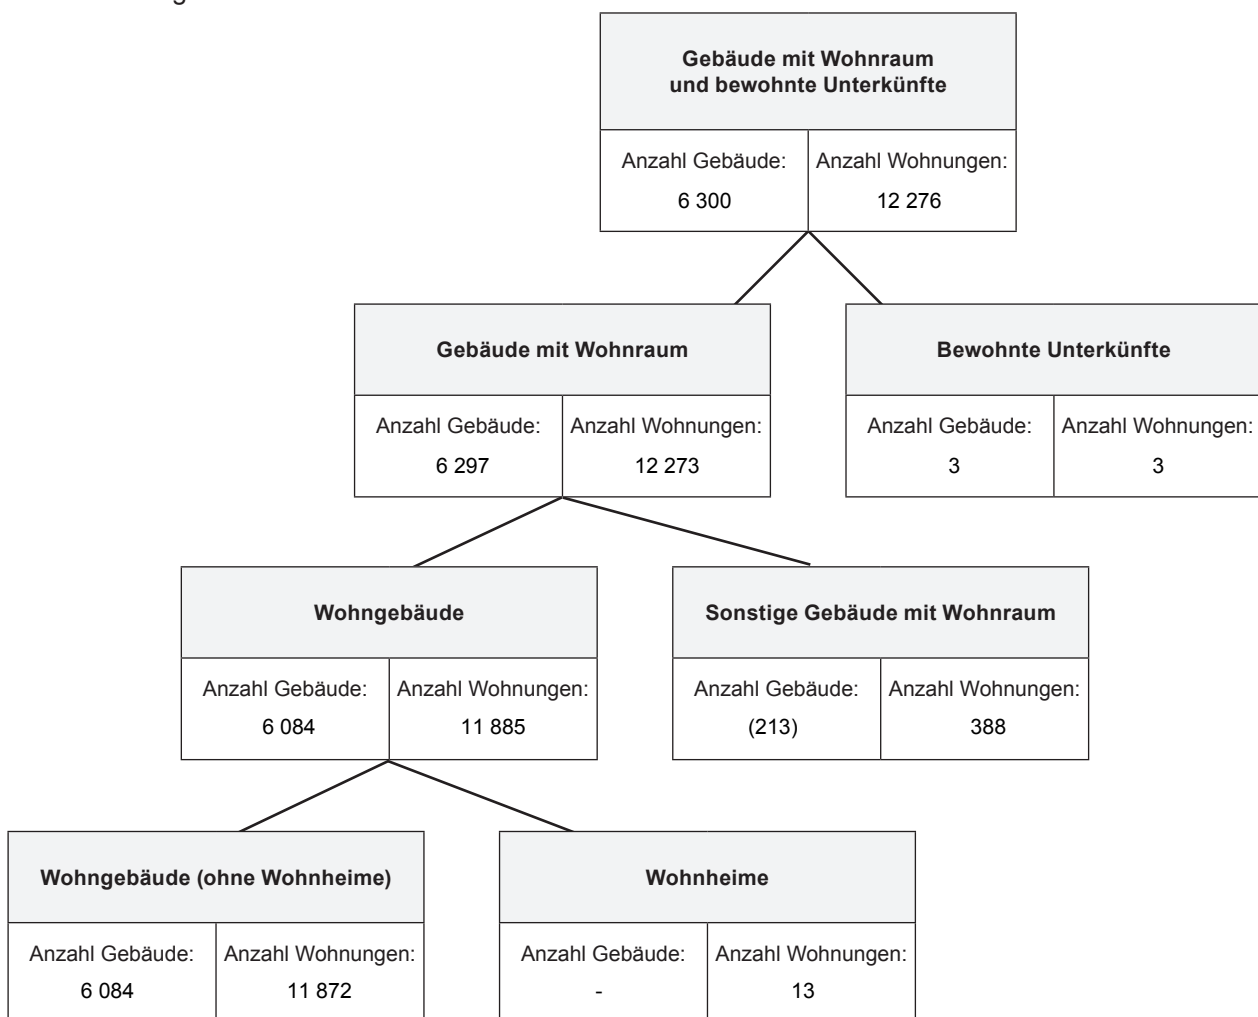 Gebäude mit Wohnraum
und bewohnte Unterkünfte
Anzahl Gebäude: Anzahl Wohnungen:
6 300 12 276
Gebäude mit Wohnraum
Anzahl Gebäude: Anzahl Wohnungen:
6 297 12 273
Bewohnte Unterkünfte
Anzahl Gebäude: Anzahl Wohnungen:
3 3
Wohngebäude
Anzahl Gebäude: Anzahl Wohnungen:
6 084 11 885
Sonstige Gebäude mit Wohnraum
Anzahl Gebäude: Anzahl Wohnungen:
(213) 388
Wohngebäude (ohne Wohnheime)
Anzahl Gebäude: Anzahl Wohnungen:
6 084 11 872
Wohnheime
Anzahl Gebäude: Anzahl Wohnungen:
- 13